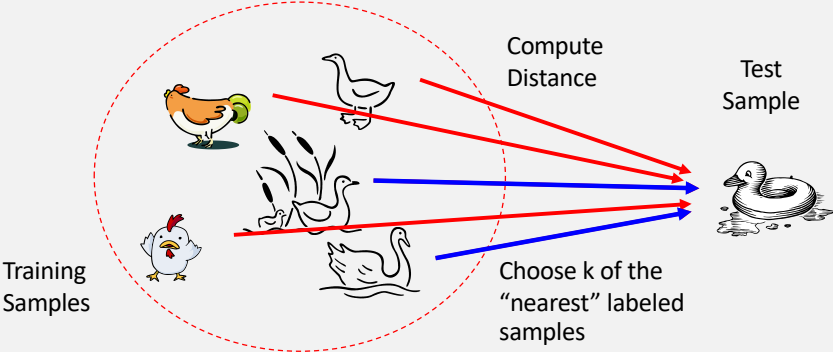 Compute
Distance
Test
Sample
Training
Samples
Choose k of the
“nearest” labeled
samples